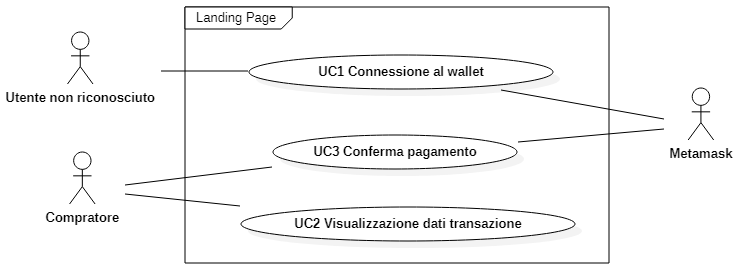 Landing Page
UC1 Connessione al wallet
Utente non riconosciuto
UC3 Conferma pagamento
Metamask
Compratore
UC2 Visualizzazione dati transazione